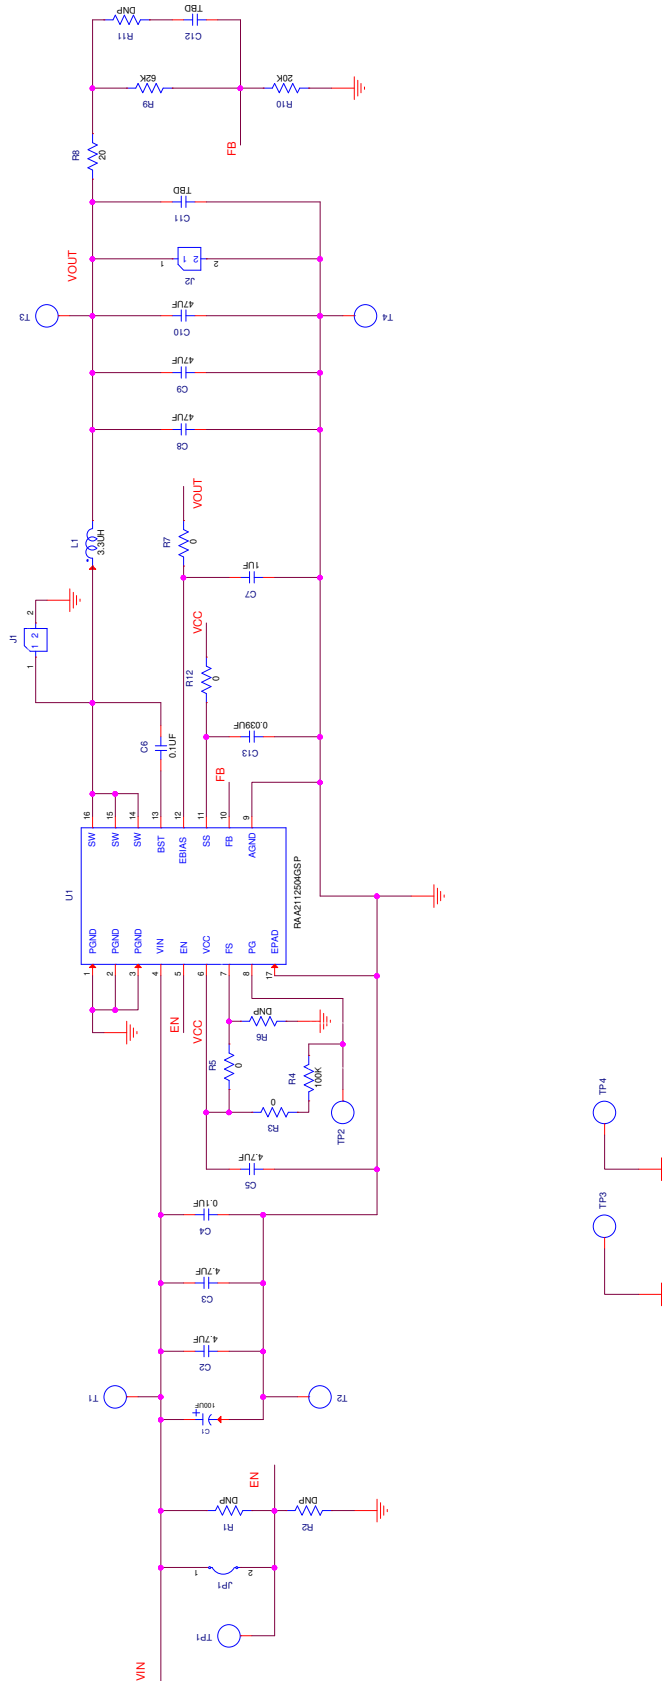 DNP
R11
TBD
C12
62K
R9
20K
R10
FB
R8
20
TBD
C11
VOUT
1
2 1
2
J2
T3
47UF
C10
T4
47UF
C9
47UF
C8
L1
3.3UH
VOUT
R7
0
1UF
C7
J1
1 2
1
2
VCC
R12
0
C6
0.1UF
0.039UF
C13
FB
16
15
14
13
12
11
10
9
SW
SW
SW
BST
EBIAS
SS
FB
AGND
U1
RAA2112504GSP
PGND
PGND
PGND
VIN
EN
VCC
FS
PG
EPAD
1
2
3
4
5
6
7
8
17
EN
VCC
DNP
R6
R5
0
R4
100K
0
R3
TP2
4.7UF
C5
0.1UF
C4
4.7UF
C3
4.7UF
C2
T1
T2
+
100UF
C1
EN
DNP
R1
DNP
R2
1
2
JP1
TP1
VIN
TP4
TP3